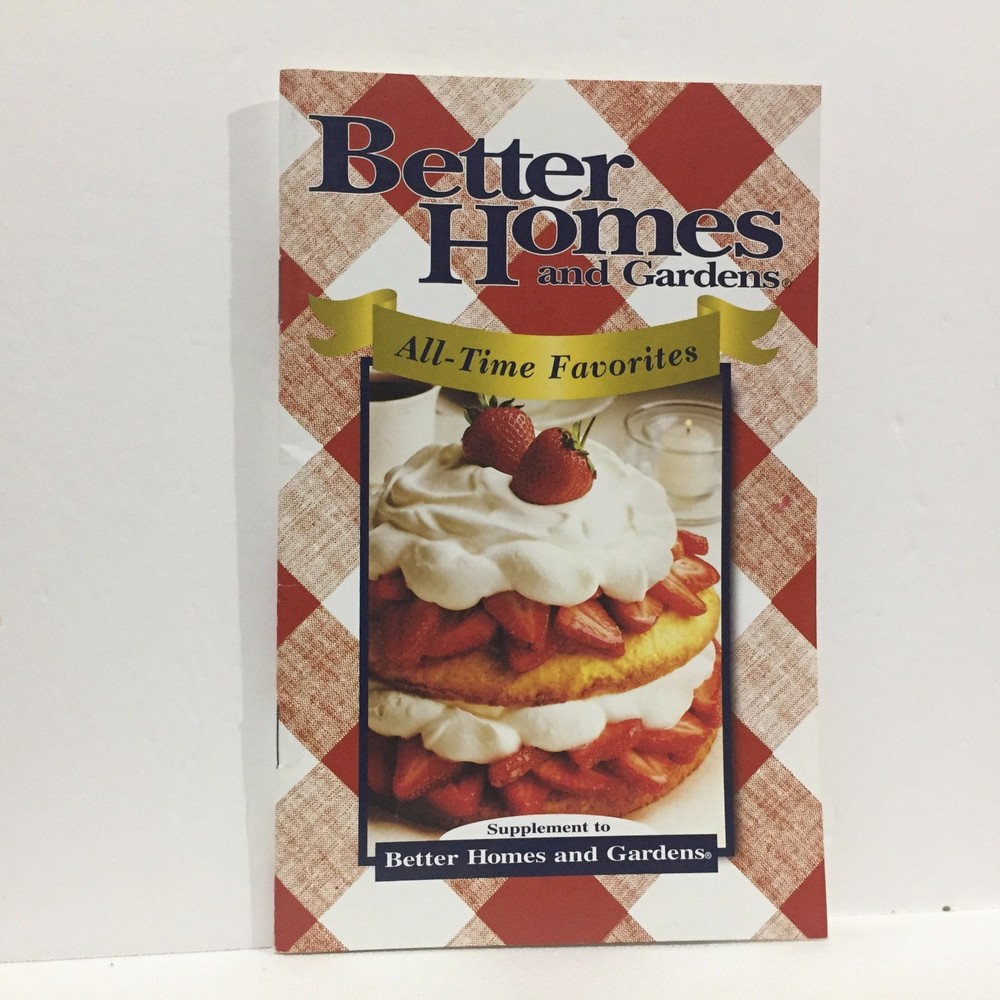 Better
Homes
and Gardens®
All-Time Favorites
Supplement to
Better Homes and Gardens®